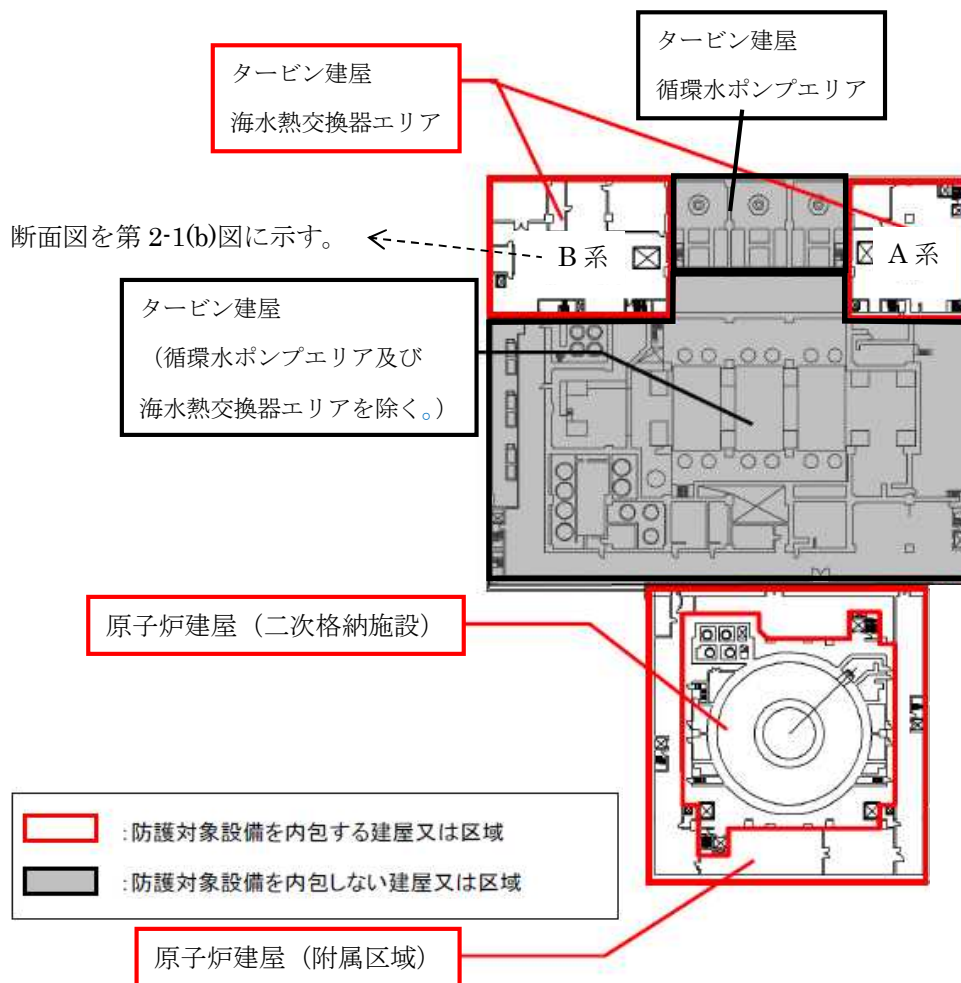 タービン建屋
海水熱交換器エリア
タービン建屋
循環水ポンプエリア
断面図を第 2-1(b)図に示す。
B 系
A 系
タービン建屋
（循環水ポンプエリア及び
海水熱交換器エリアを除く。）
原子炉建屋（二次格納施設）
:防護対象設備を内包する建屋又は区域
:防護対象設備を内包しない建屋又は区域
原子炉建屋（附属区域）